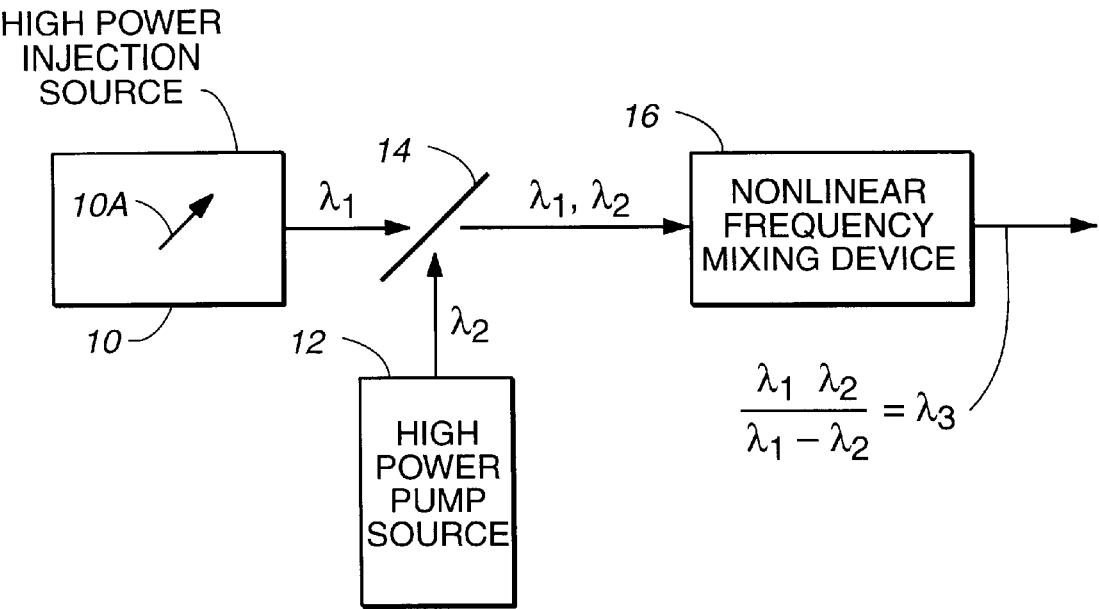 HIGH POWER
INJECTION
SOURCE
16
14
10A
λ1
λ1, λ2
NONLINEAR
FREQUENCY
MIXING DEVICE
10
12
λ2
λ1 λ2
λ1 – λ2
= λ3
HIGH
POWER
PUMP
SOURCE